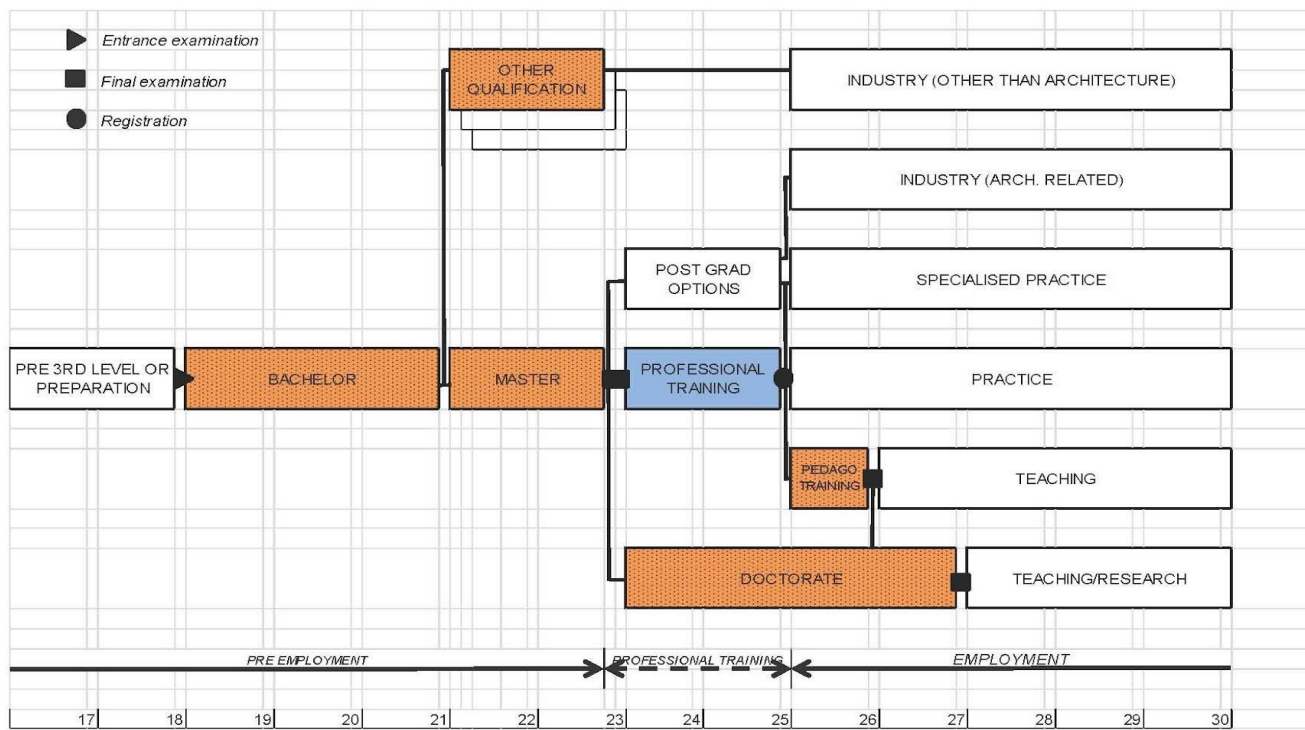 Entrance examination
Final examination
Registration
OTHER
QUALIFICATION
INDUSTRY (OTHER THAN ARCHITECTURE)
INDUSTRY (ARCH. RELATED)
POST GRAD
OPTIONS
SPECIALISED PRACTICE
PRE 3RD LEVEL OR
PREPARATION
BACHELOR
MASTER
PROFESSIONAL
TRAINING
PRACTICE
PEDAGO
TRAINING
TEACHING
DOCTORATE
TEACHING/RESEARCH
PRE EMPLOYMENT
PROFESSIONAL TRAINING
EMPLOYMENT
17 18 19 20 21 22 23 24 25 26 27 28 29 30